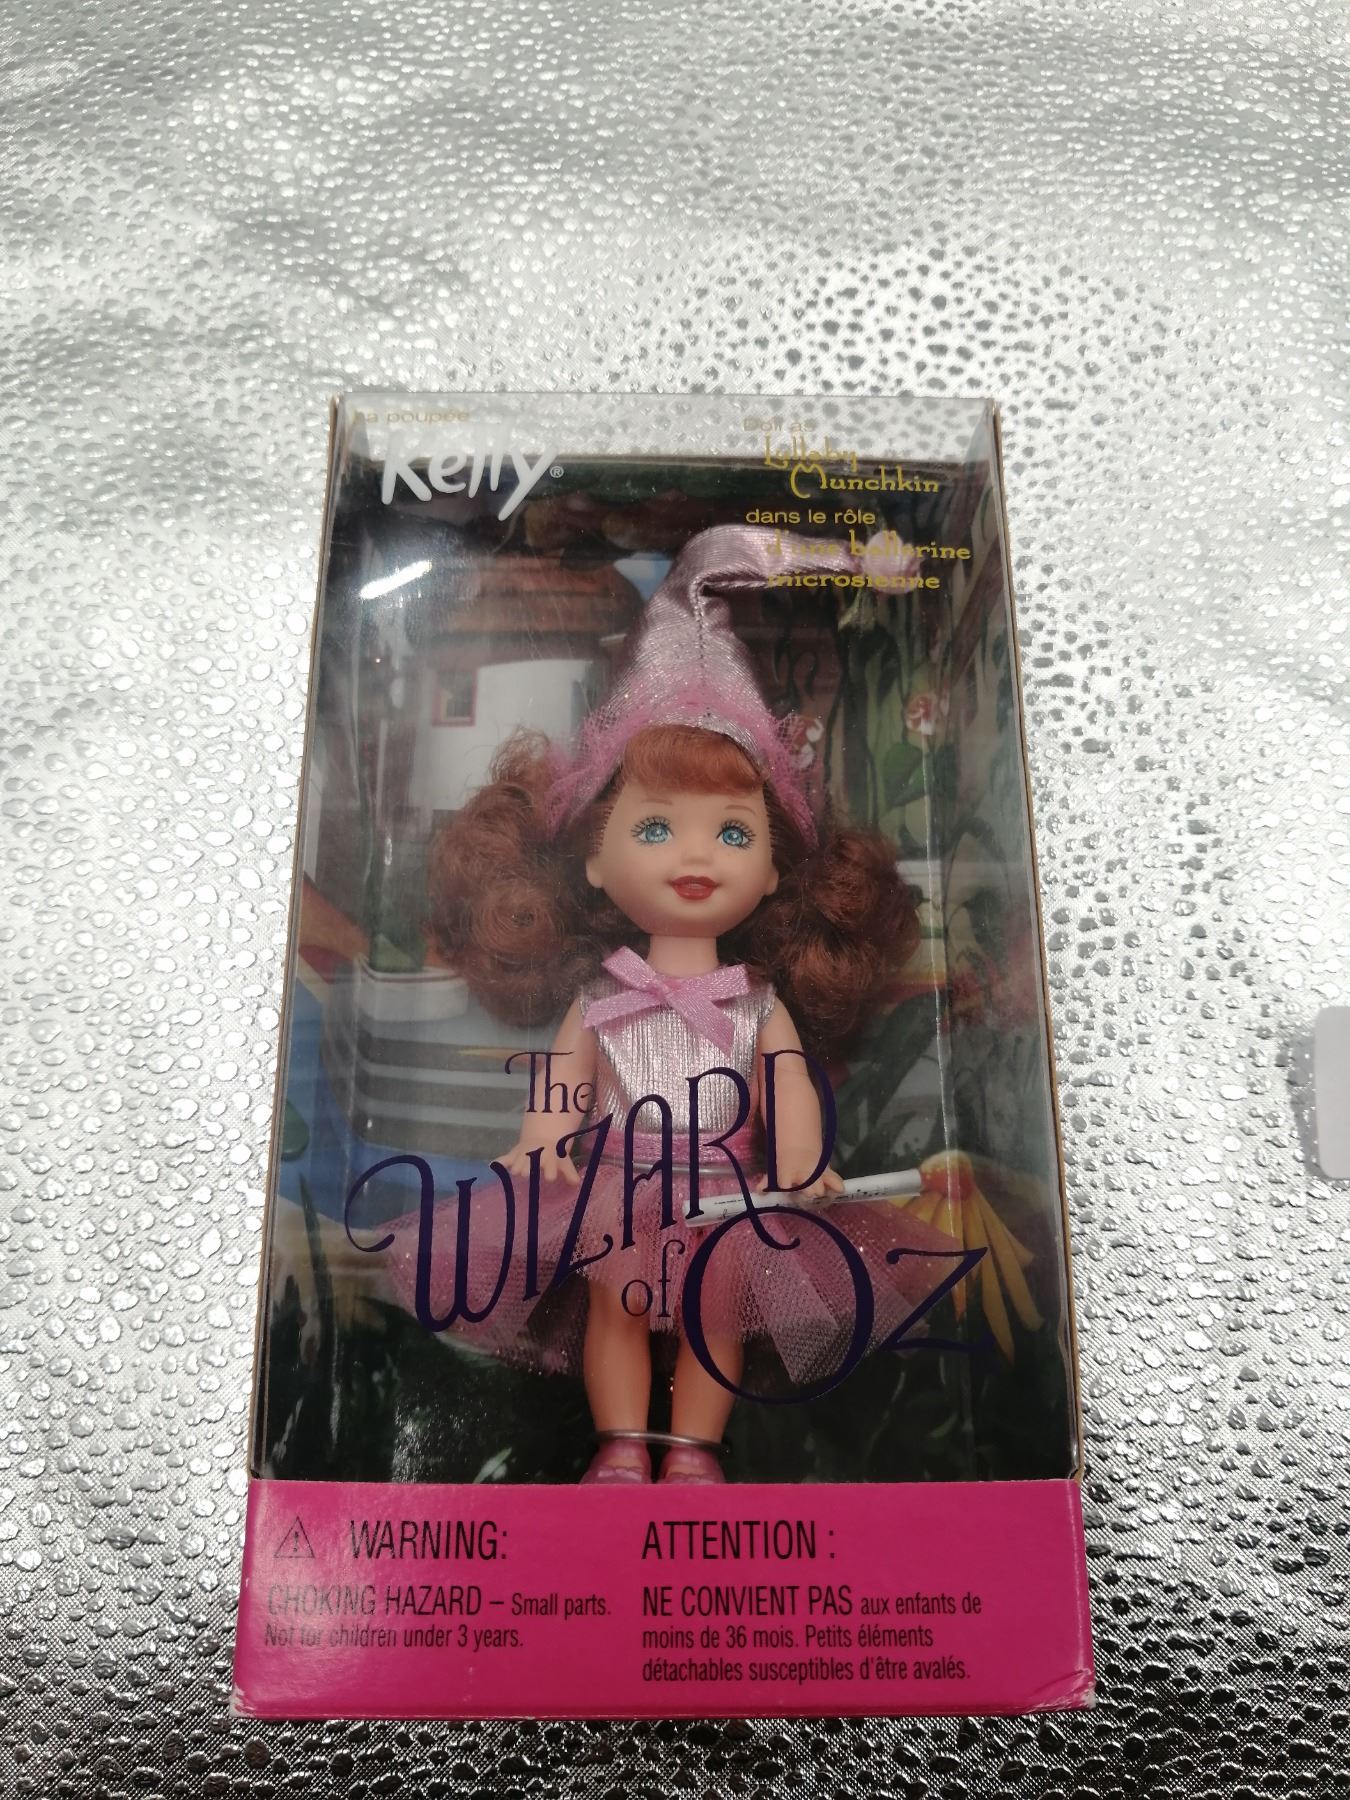 La poupée
Kelly®
Doll as
Lullaby
Munchkin
dans le rôle
d'une ballerine
microsienne
The
WIZARD
of OZ
WARNING:
CHOKING HAZARD – Small parts.
Not for children under 3 years.
ATTENTION :
NE CONVIENT PAS aux enfants de
moins de 36 mois. Petits éléments
détachables susceptibles d'être avalés.